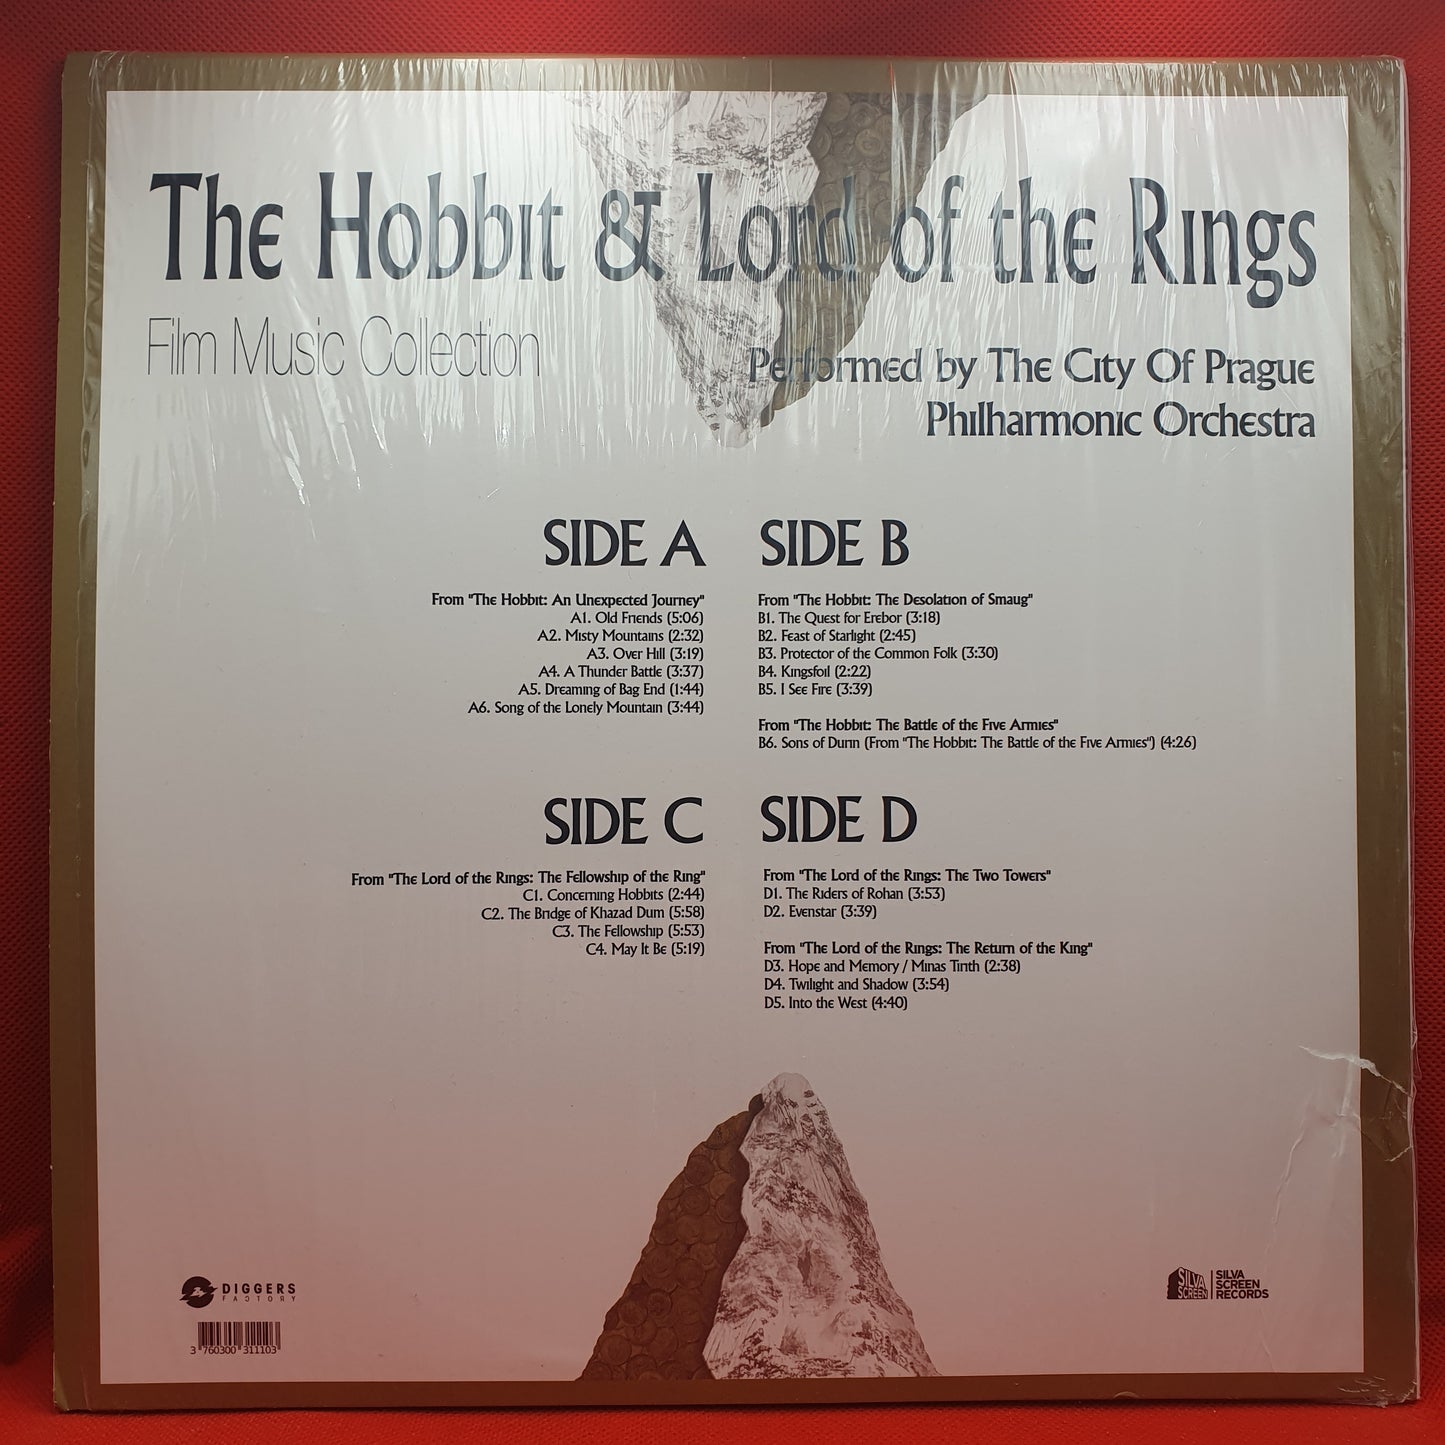 The Hobbit & Lord of the Rings
Film Music Collection
Performed by The City Of Prague
Philharmonic Orchestra
SIDE A
From "The Hobbit: An Unexpected Journey"
A1. Old Friends (5:06)
A2. Misty Mountains (2:32)
A3. Over Hill (3:19)
A4. A Thunder Battle (3:37)
A5. Dreaming of Bag End (1:44)
A6. Song of the Lonely Mountain (3:44)
SIDE B
From "The Hobbit: The Desolation of Smaug"
B1. The Quest for Erebor (3:18)
B2. Feast of Starlight (2:45)
B3. Protector of the Common Folk (3:30)
B4. Kingsfoil (2:22)
B5. I See Fire (3:39)
From "The Hobbit: The Battle of the Five Armies"
B6. Sons of Durin (From "The Hobbit: The Battle of the Five Armies") (4:26)
SIDE C
From "The Lord of the Rings: The Fellowship of the Ring"
C1. Concerning Hobbits (2:44)
C2. The Bridge of Khazad Dum (5:58)
C3. The Fellowship (5:53)
C4. May It Be (5:19)
SIDE D
From "The Lord of the Rings: The Two Towers"
D1. The Riders of Rohan (3:53)
D2. Evenstar (3:39)
From "The Lord of the Rings: The Return of the King"
D3. Hope and Memory / Minas Tirith (2:38)
D4. Twilight and Shadow (3:54)
D5. Into the West (4:40)
DIGGERS
FACTORY
3 760300 311103
SILVA
SCREEN
SILVA
SCREEN
RECORDS